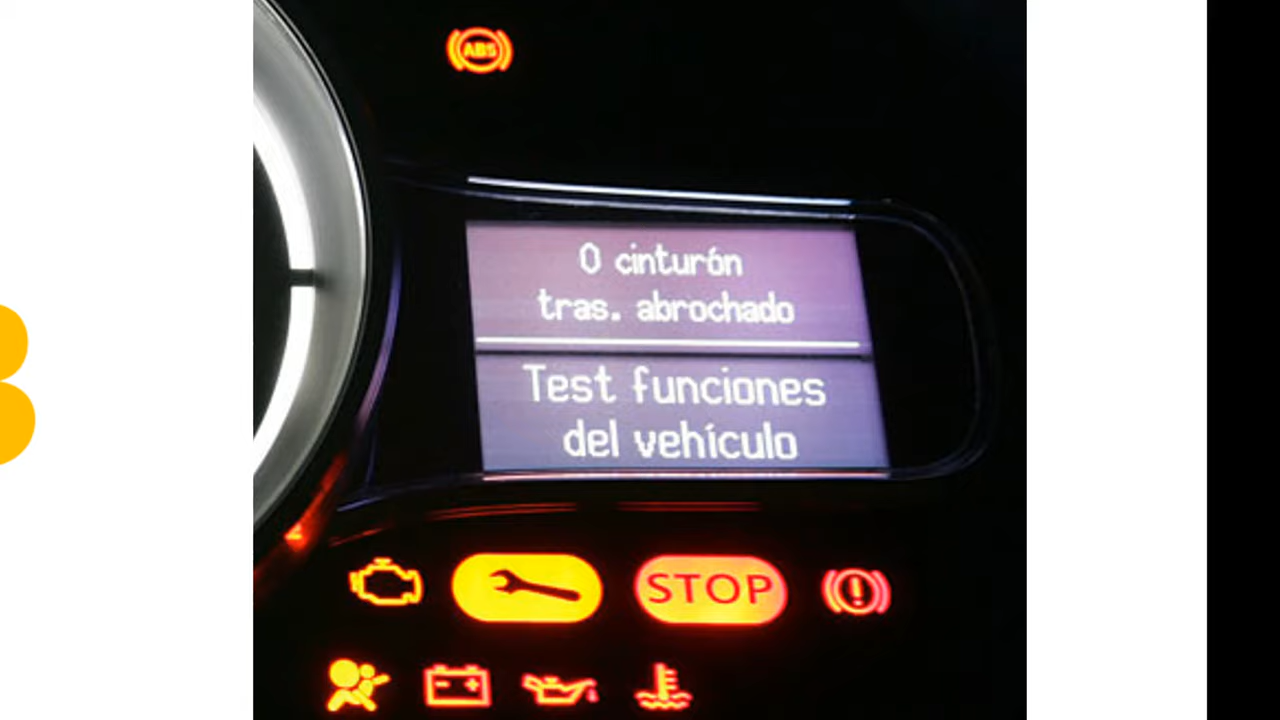 ABS
0 cinturón
tras. abrochado
Test funciones
del vehículo
STOP